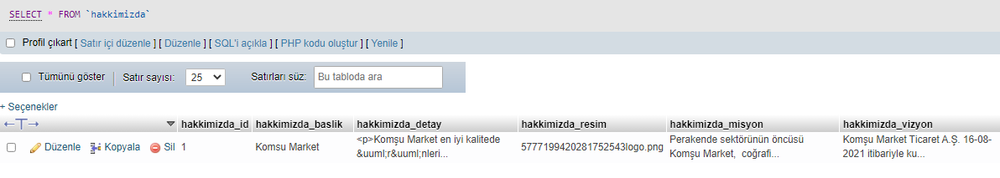 SELECT * FROM `hakkimizda`
Profil çıkart [ Satır içi düzenle ] [ Düzenle ] [ SQL'i açıkla ] [ PHP kodu oluştur ] [ Yenile ]
Tümünü göster Satır sayısı: 25 Satırları süz: Bu tabloda ara
+ Seçenekler
←T→ hakkimizda_id hakkimizda_baslik hakkimizda_detay hakkimizda_resim hakkimizda_misyon hakkimizda_vizyon
Düzenle Kopyala Sil 1 Komsu Market <p>Komşu Market en iyi kalitede &uuml;r&uuml;nleri... 5777199420281752543logo.png Perakende sektörünün öncüsü Komşu Market, coğrafi... Komşu Market Ticaret A.Ş. 16-08-2021 itibariyle ku...